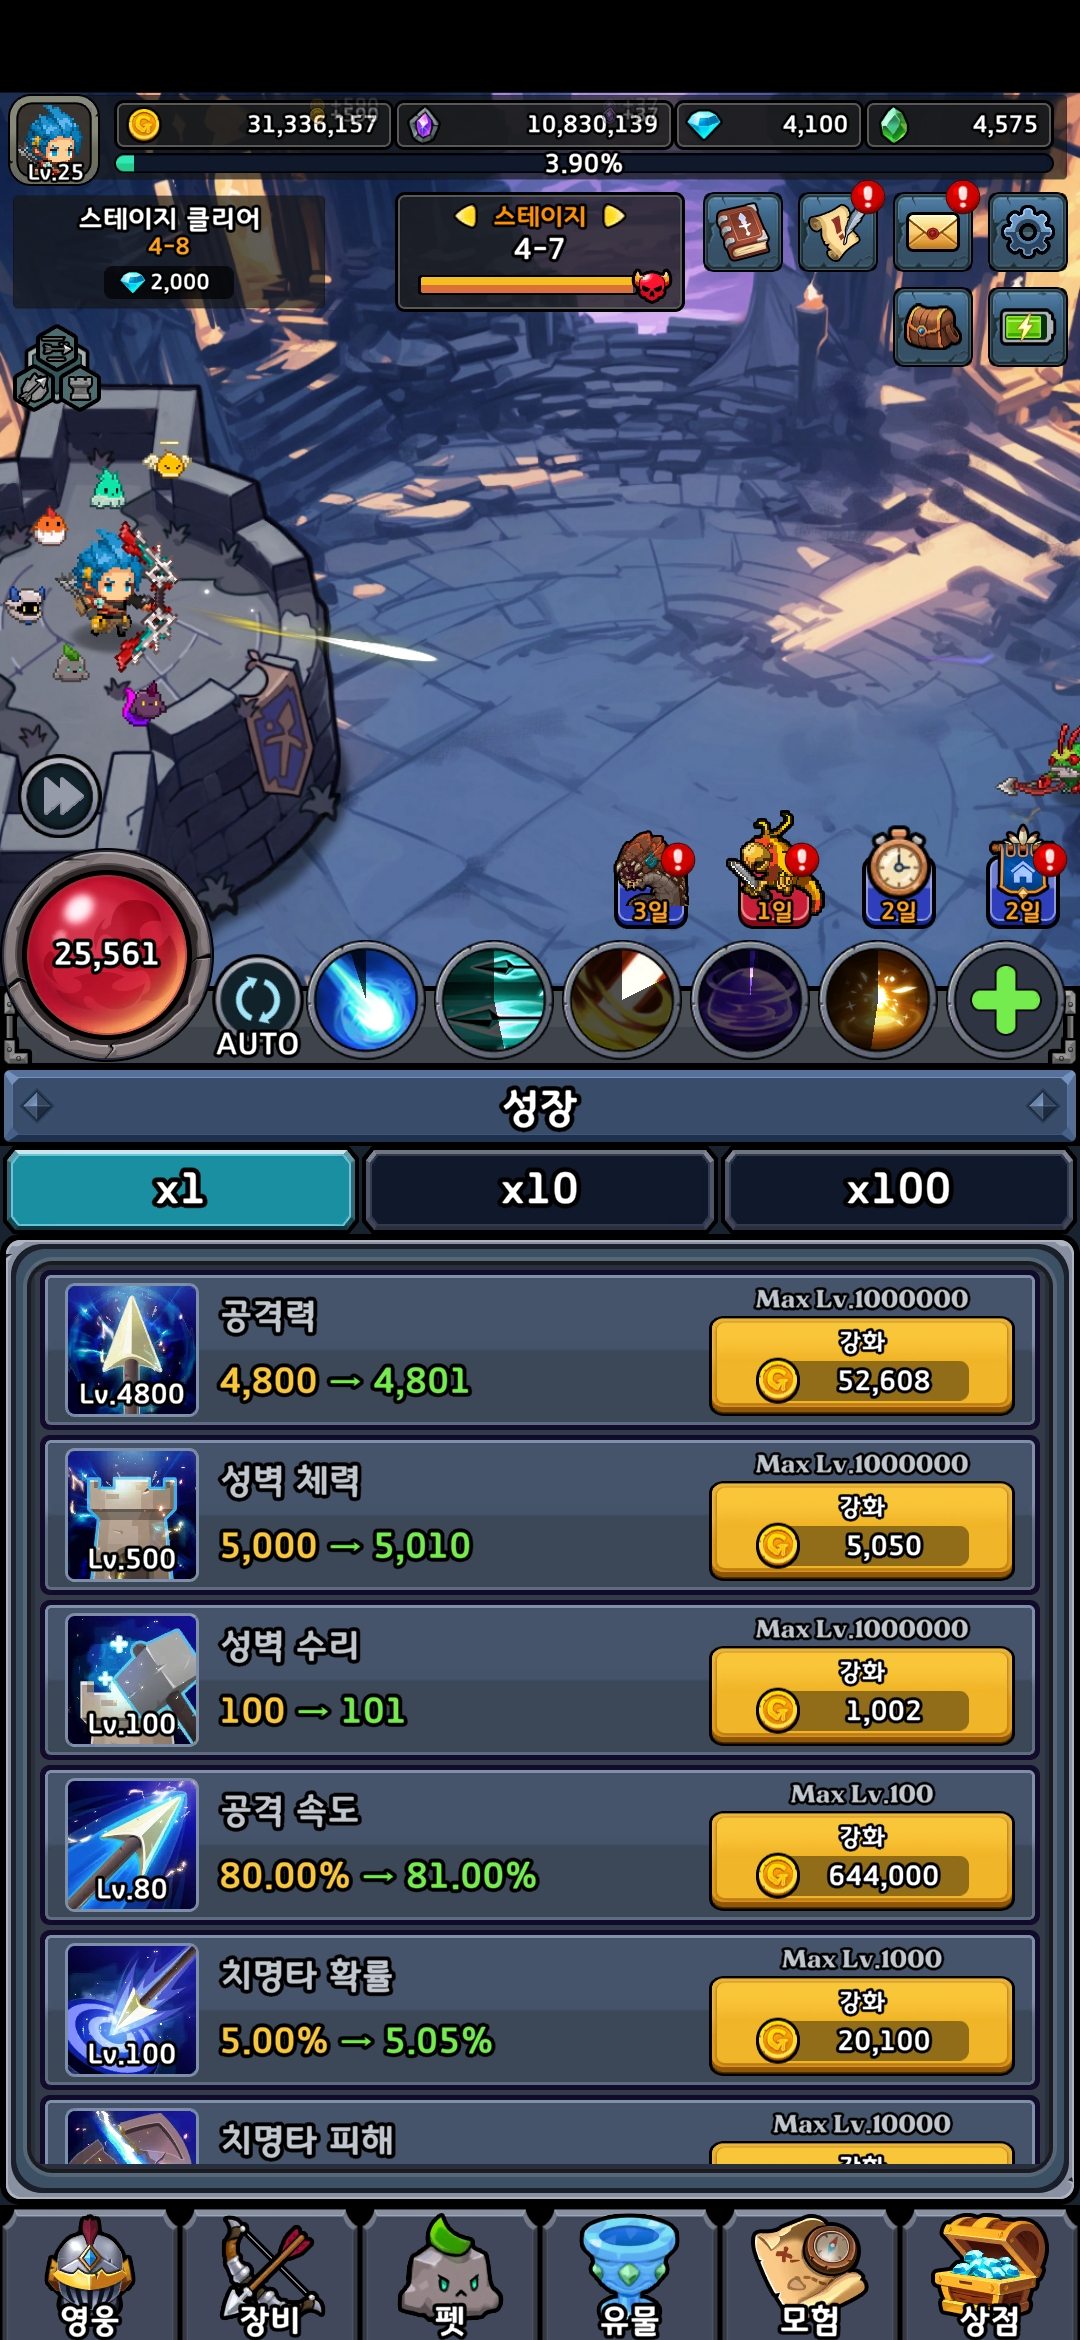 31,336,157
10,830,139
4,100
4,575
Lv.25
3.90%
스테이지 클리어
4-8
2,000
스테이지
4-7
25,561
AUTO
3일
1일
2일
2일
성장
x1
x10
x100
공격력
Lv.4800
4,800 → 4,801
Max Lv.1000000
강화
52,608
성벽 체력
Lv.500
5,000 → 5,010
Max Lv.1000000
강화
5,050
성벽 수리
Lv.100
100 → 101
Max Lv.1000000
강화
1,002
공격 속도
Lv.80
80.00% → 81.00%
Max Lv.100
강화
644,000
치명타 확률
Lv.100
5.00% → 5.05%
Max Lv.1000
강화
20,100
치명타 피해
Max Lv.10000
영웅
장비
펫
유물
모험
상점